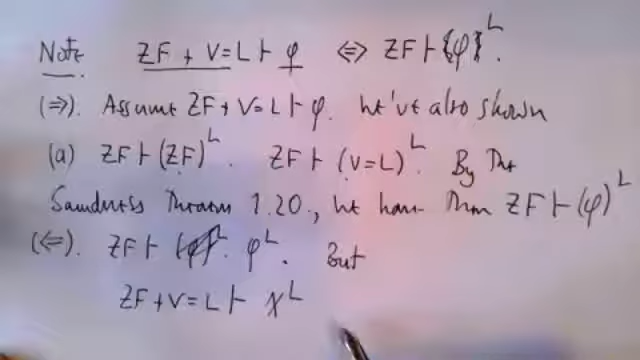 Note ZF + V=L ⊢ φ ⇔ ZF ⊢ {φ}^L.
(⇒). Assume ZF + V=L ⊢ φ. We've also shown
(a) ZF ⊢ (ZF)^L. ZF ⊢ (V=L)^L. By the
Soundness Theorem 1.20., we have then ZF ⊢ (φ)^L
(⇐). ZF ⊢ φ^L. But
ZF + V=L ⊢ χ^L